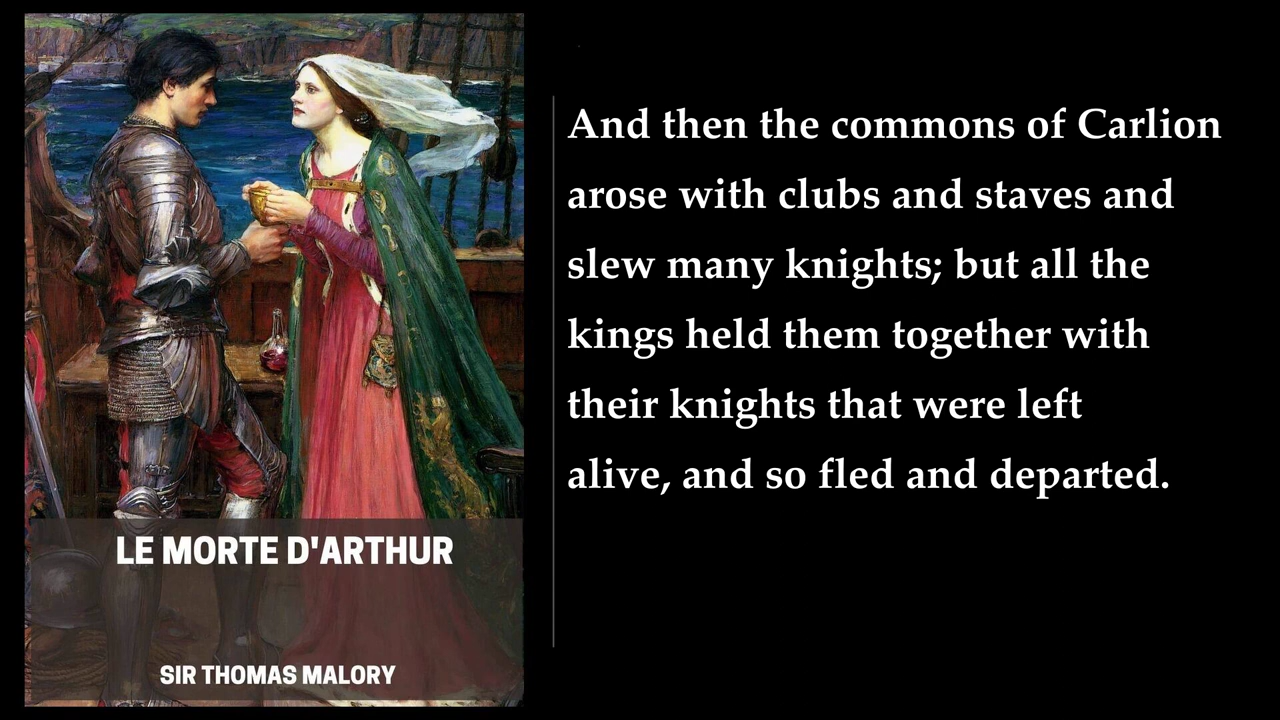 LE MORTE D'ARTHUR
SIR THOMAS MALORY
And then the commons of Carlion
arose with clubs and staves and
slew many knights; but all the
kings held them together with
their knights that were left
alive, and so fled and departed.